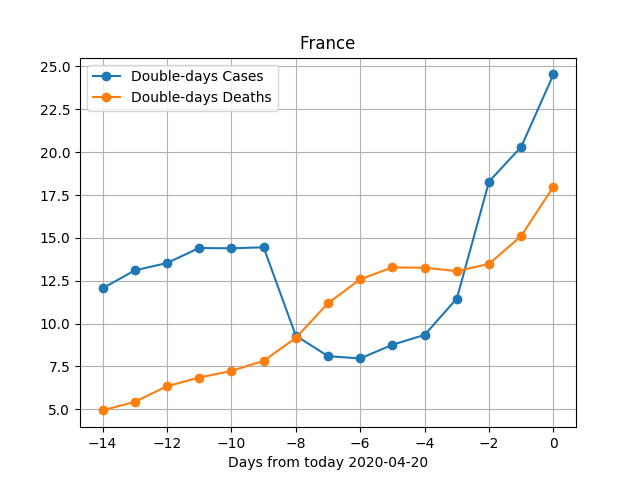 France
Double-days Cases
Double-days Deaths
25.0
22.5
20.0
17.5
15.0
12.5
10.0
7.5
5.0
−14 −12 −10 −8 −6 −4 −2 0
Days from today 2020-04-20